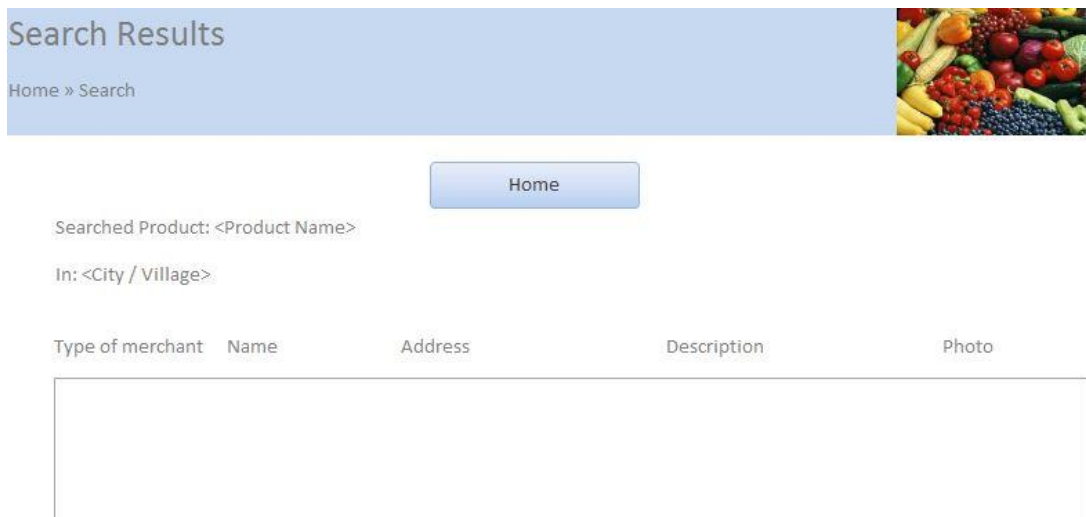 Search Results
Home » Search
Home
Searched Product: <Product Name>
In: <City / Village>
Type of merchant Name Address Description Photo